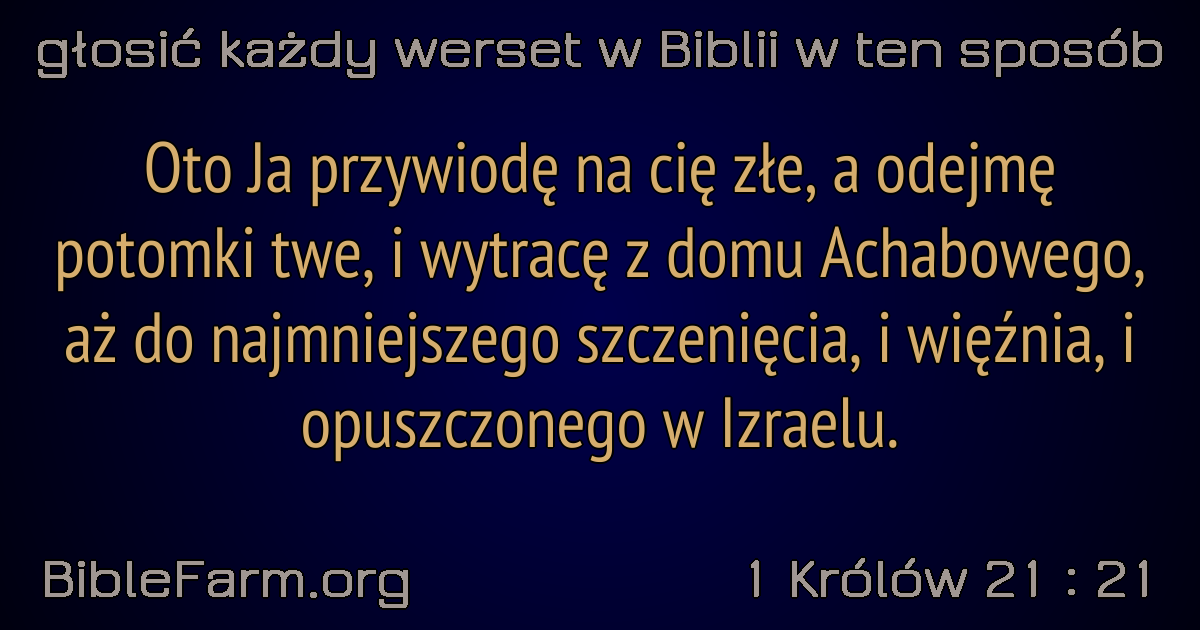 głosić każdy werset w Biblii w ten sposób
Oto Ja przywiodę na cię złe, a odejmę
potomki twe, i wytracę z domu Achabowego,
aż do najmniejszego szczenięcia, i więźnia, i
opuszczonego w Izraelu.
BibleFarm.org
1 Królów 21 : 21